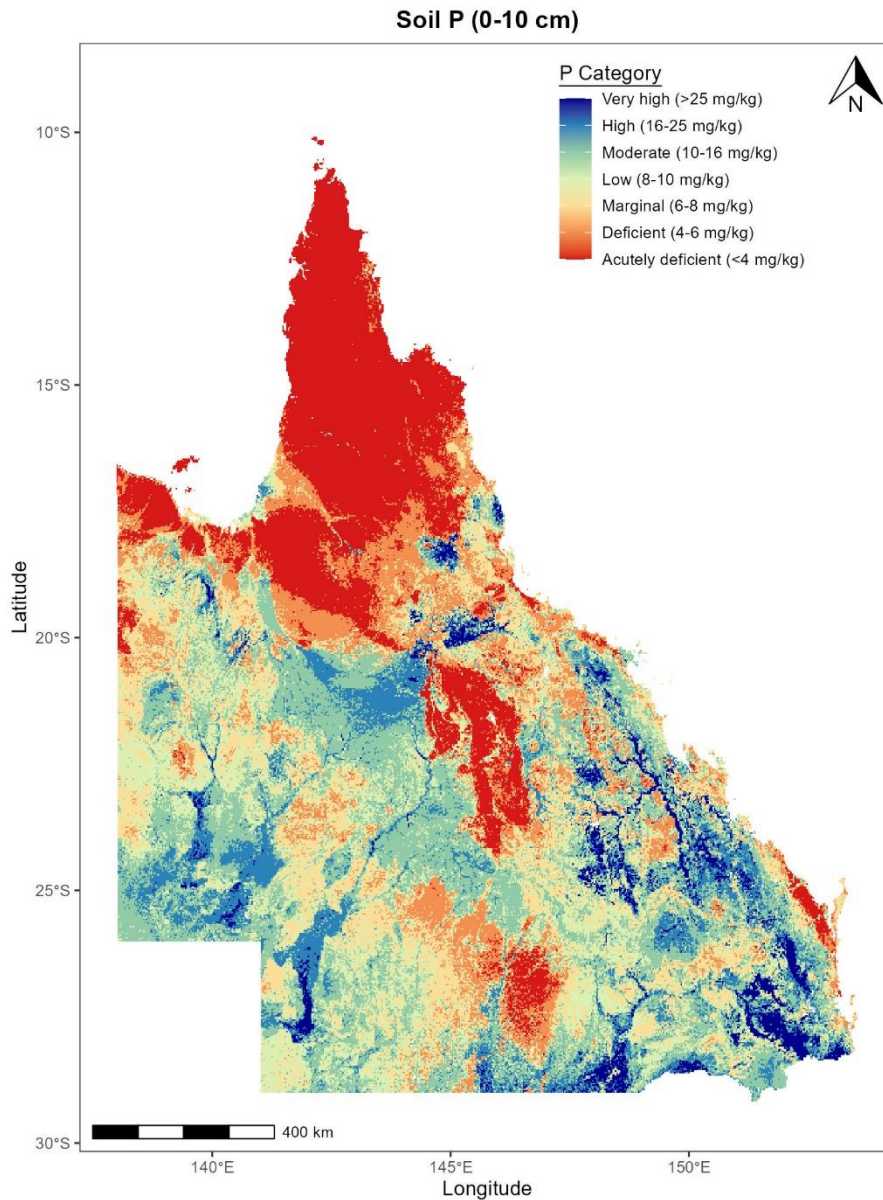 Soil P (0-10 cm)
P Category
Very high (>25 mg/kg)
High (16-25 mg/kg)
Moderate (10-16 mg/kg)
Low (8-10 mg/kg)
Marginal (6-8 mg/kg)
Deficient (4-6 mg/kg)
Acutely deficient (<4 mg/kg)
N
10°S
15°S
Latitude
20°S
25°S
400 km
30°S
140°E
145°E
150°E
Longitude